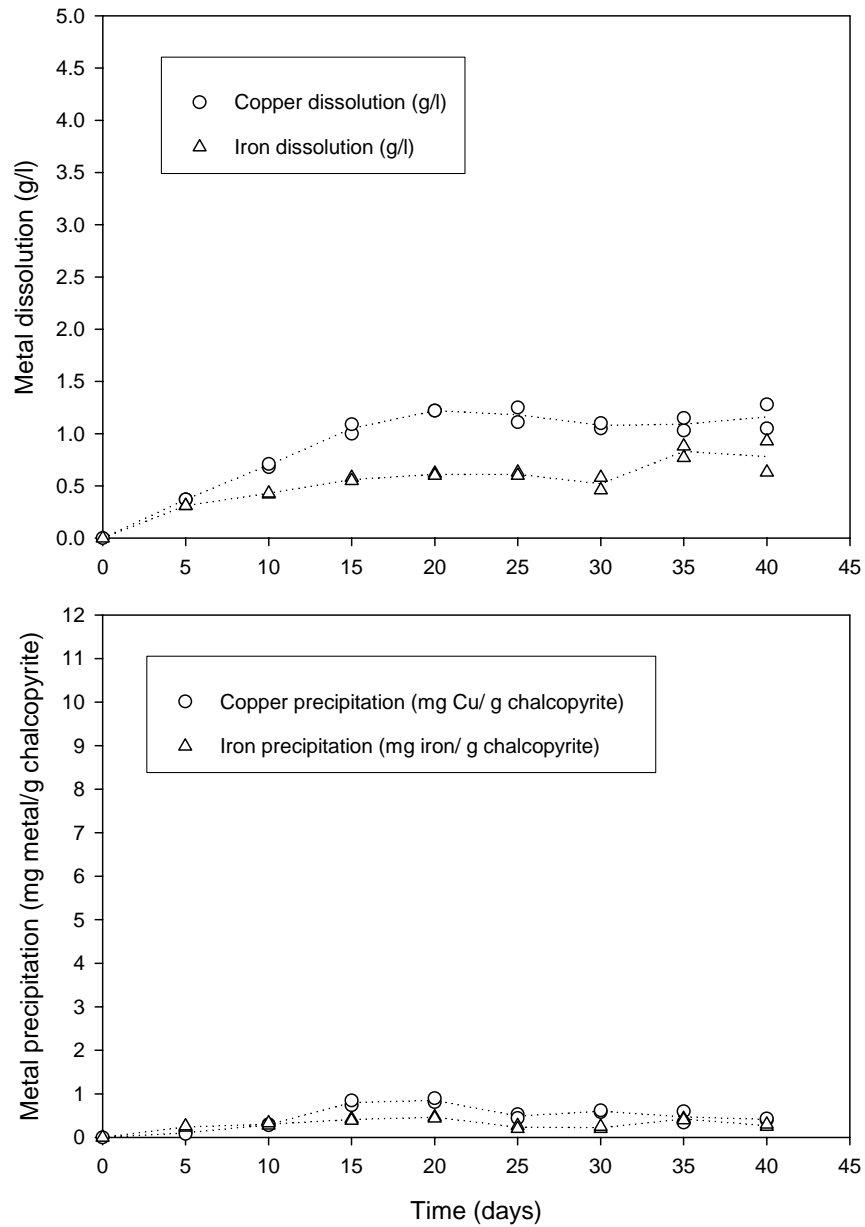 Metal dissolution (g/l)
5.0
4.5
4.0
3.5
3.0
2.5
2.0
1.5
1.0
0.5
0.0
Copper dissolution (g/l)
Iron dissolution (g/l)
0 5 10 15 20 25 30 35 40 45
Metal precipitation (mg metal/g chalcopyrite)
12
11
10
9
8
7
6
5
4
3
2
1
0
Copper precipitation (mg Cu/ g chalcopyrite)
Iron precipitation (mg iron/ g chalcopyrite)
0 5 10 15 20 25 30 35 40 45
Time (days)